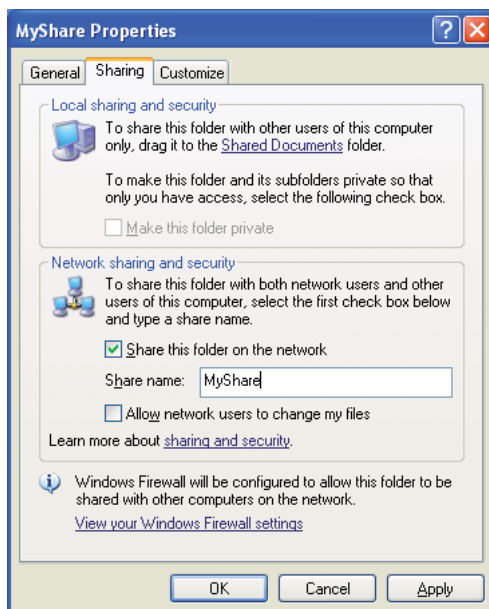 MyShare Properties
General Sharing Customize
Local sharing and security
To share this folder with other users of this computer
only, drag it to the Shared Documents folder.
To make this folder and its subfolders private so that
only you have access, select the following check box.
Make this folder private
Network sharing and security
To share this folder with both network users and other
users of this computer, select the first check box below
and type a share name.
Share this folder on the network
Share name: MyShare
Allow network users to change my files
Learn more about sharing and security.
Windows Firewall will be configured to allow this folder to be
shared with other computers on the network.
View your Windows Firewall settings
OK Cancel Apply